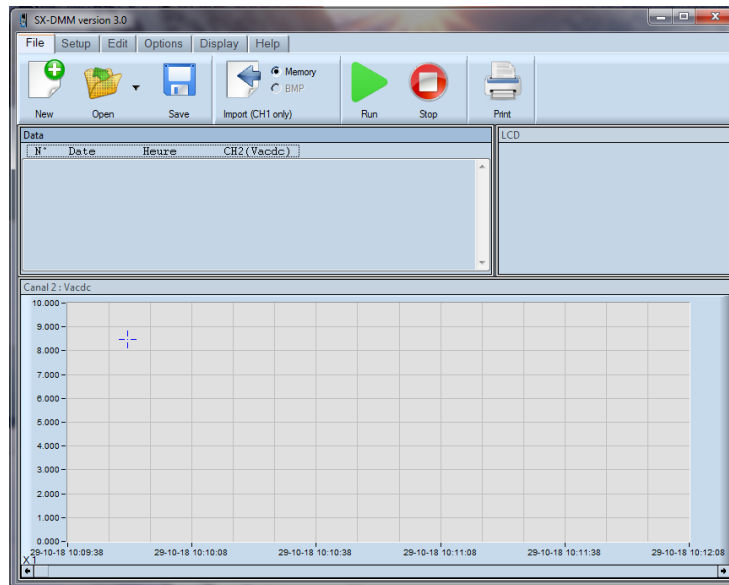 SX-DMM version 3.0
File Setup Edit Options Display Help
Memory
BMP
New Open Save Import (CH1 only) Run Stop Print
Data
LCD
N° Date Heure CH2(Vacdc)
Canal 2 : Vacdc
10.000
9.000
8.000
7.000
6.000
5.000
4.000
3.000
2.000
1.000
0.000
29-10-18 10:09:38 29-10-18 10:10:08 29-10-18 10:10:38 29-10-18 10:11:08 29-10-18 10:11:38 29-10-18 10:12:08
X 1